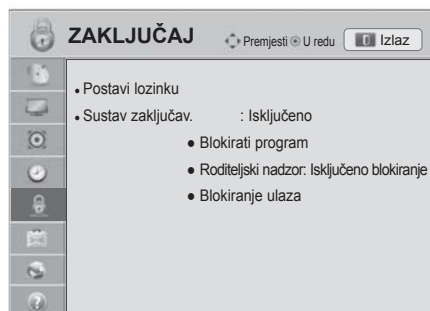 ZAKLJUČAJ Premjesti U redu Izlaz
• Postavi lozinku
• Sustav zaključav. : Isključeno
● Blokirati program
● Roditeljski nadzor: Isključeno blokiranje
● Blokiranje ulaza